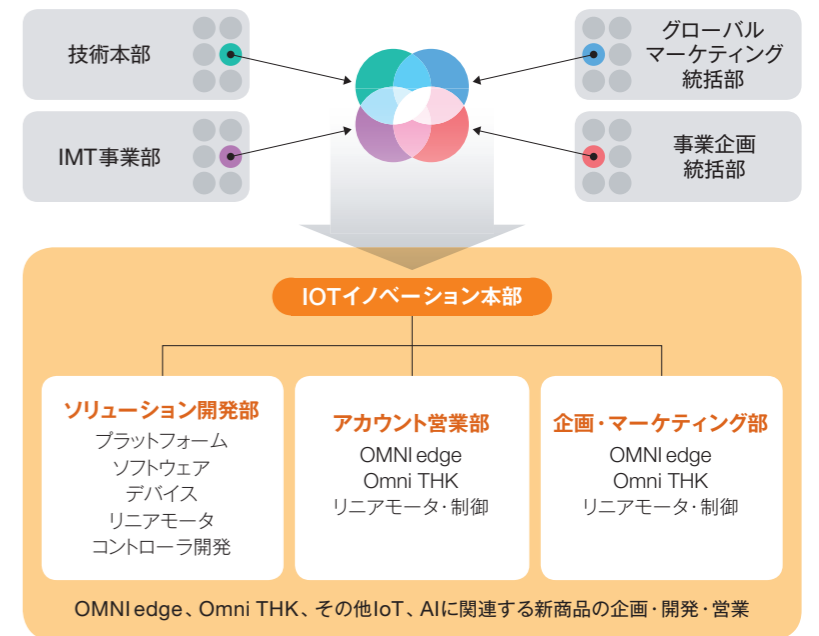 技術本部
グローバル
マーケティング
統括部
IMT事業部
事業企画
統括部
IOTイノベーション本部
ソリューション開発部
プラットフォーム
ソフトウェア
デバイス
リニアモータ
コントローラ開発
アカウント営業部
OMNI edge
Omni THK
リニアモータ・制御
企画・マーケティング部
OMNI edge
Omni THK
リニアモータ・制御
OMNI edge、Omni THK、その他IoT、AIに関連する新商品の企画・開発・営業